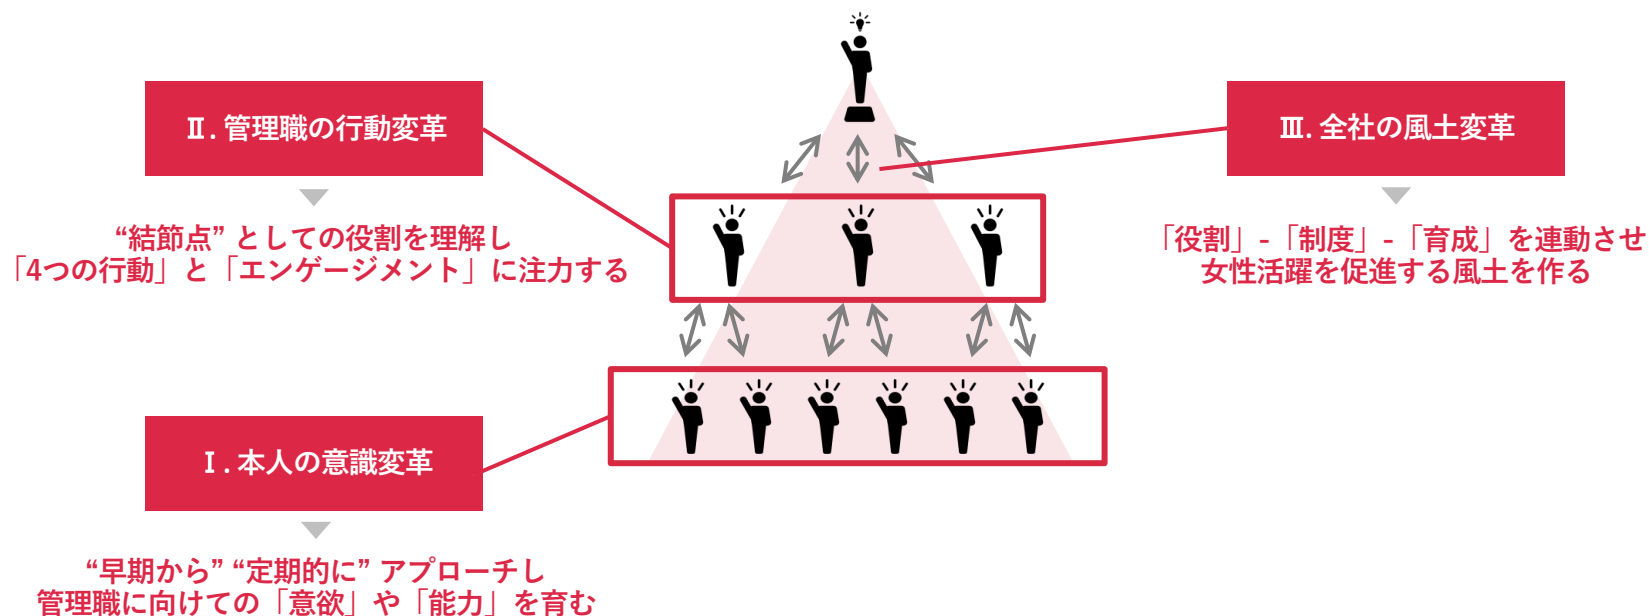 Ⅱ. 管理職の行動変革
“結節点” としての役割を理解し
「4つの行動」と「エンゲージメント」に注力する
Ⅲ. 全社の風土変革
「役割」-「制度」-「育成」を連動させ
女性活躍を促進する風土を作る
Ⅰ. 本人の意識変革
“早期から” “定期的に” アプローチし
管理職に向けての「意欲」や「能力」を育む